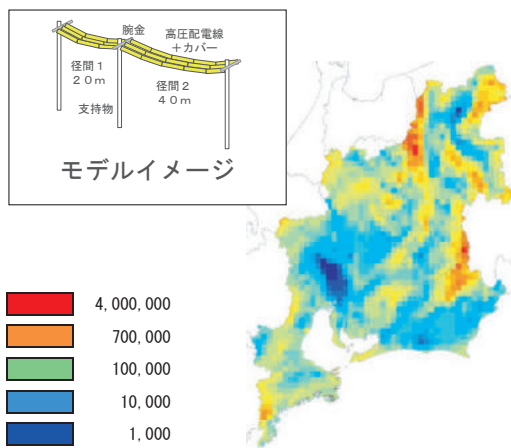 腕金
高圧配電線
+カバー
径間1
20m
径間2
40m
支持物
モデルイメージ
4,000,000
700,000
100,000
10,000
1,000